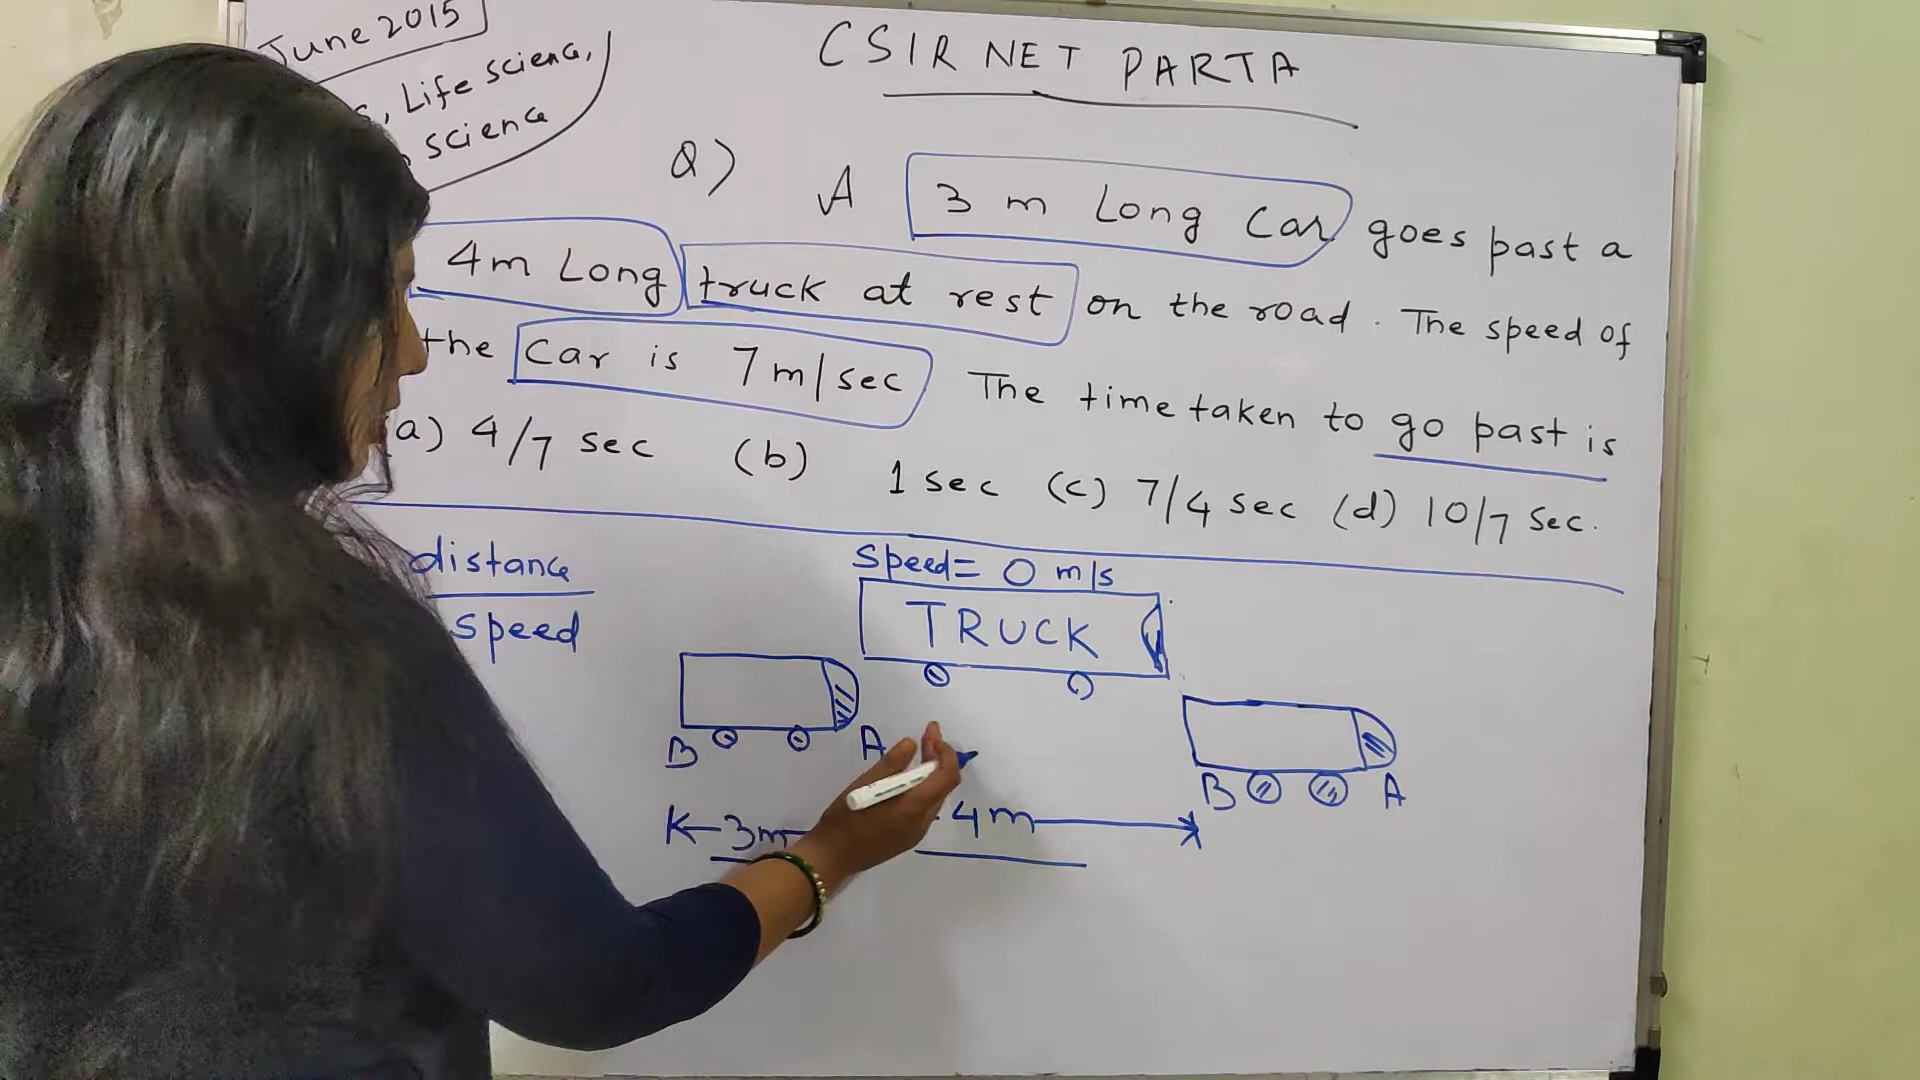 June 2015
CSIR NET PARTA
, Life science,
science
Q) A 3 m Long Car goes past a
4m Long truck at rest on the road. The speed of
the Car is 7m/sec The time taken to go past is
(a) 4/7 sec (b) 1 sec (c) 7/4 sec (d) 10/7 Sec.
distance
speed
Speed = 0 m/s
TRUCK
B A
B A
3m 4m